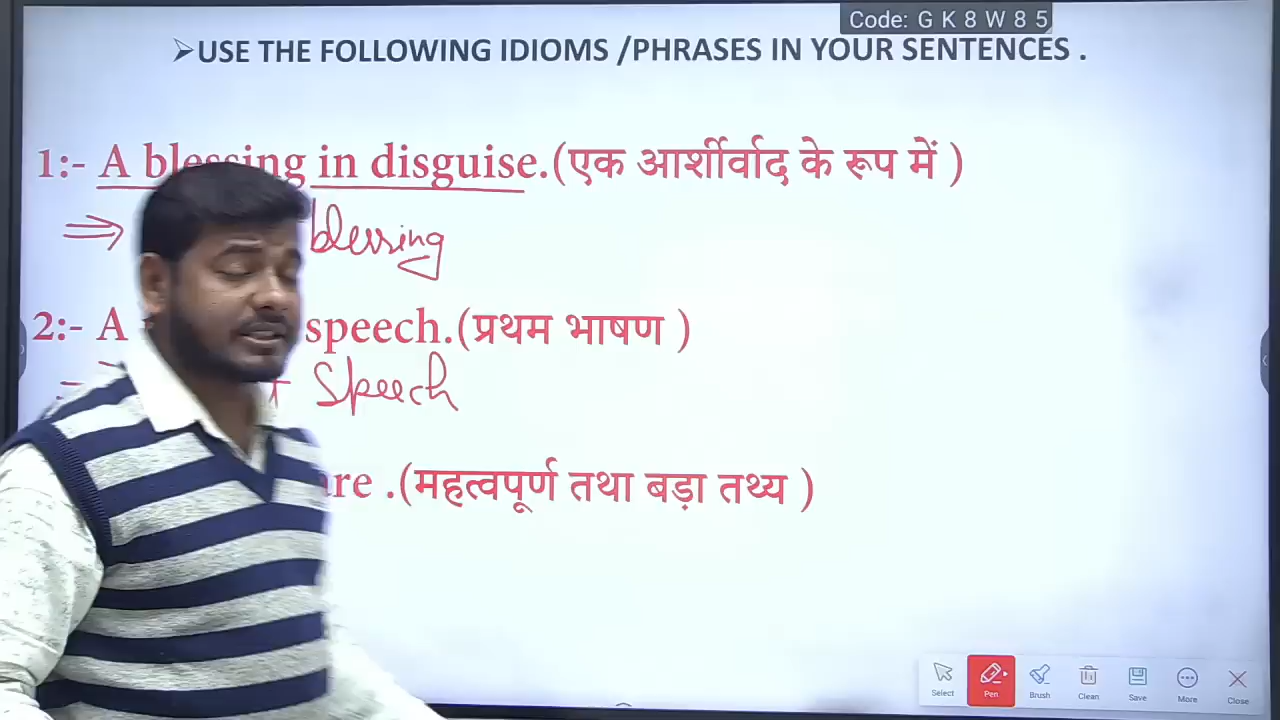 Code: G K 8 W 8 5
➤USE THE FOLLOWING IDIOMS /PHRASES IN YOUR SENTENCES .
1:- A blessing in disguise.(एक आर्शीर्वाद के रूप में )
⇒ blessing
2:- A speech.(प्रथम भाषण )
Speech
.(महत्वपूर्ण तथा बड़ा तथ्य )
Select Pen Brush Clean Save More Close